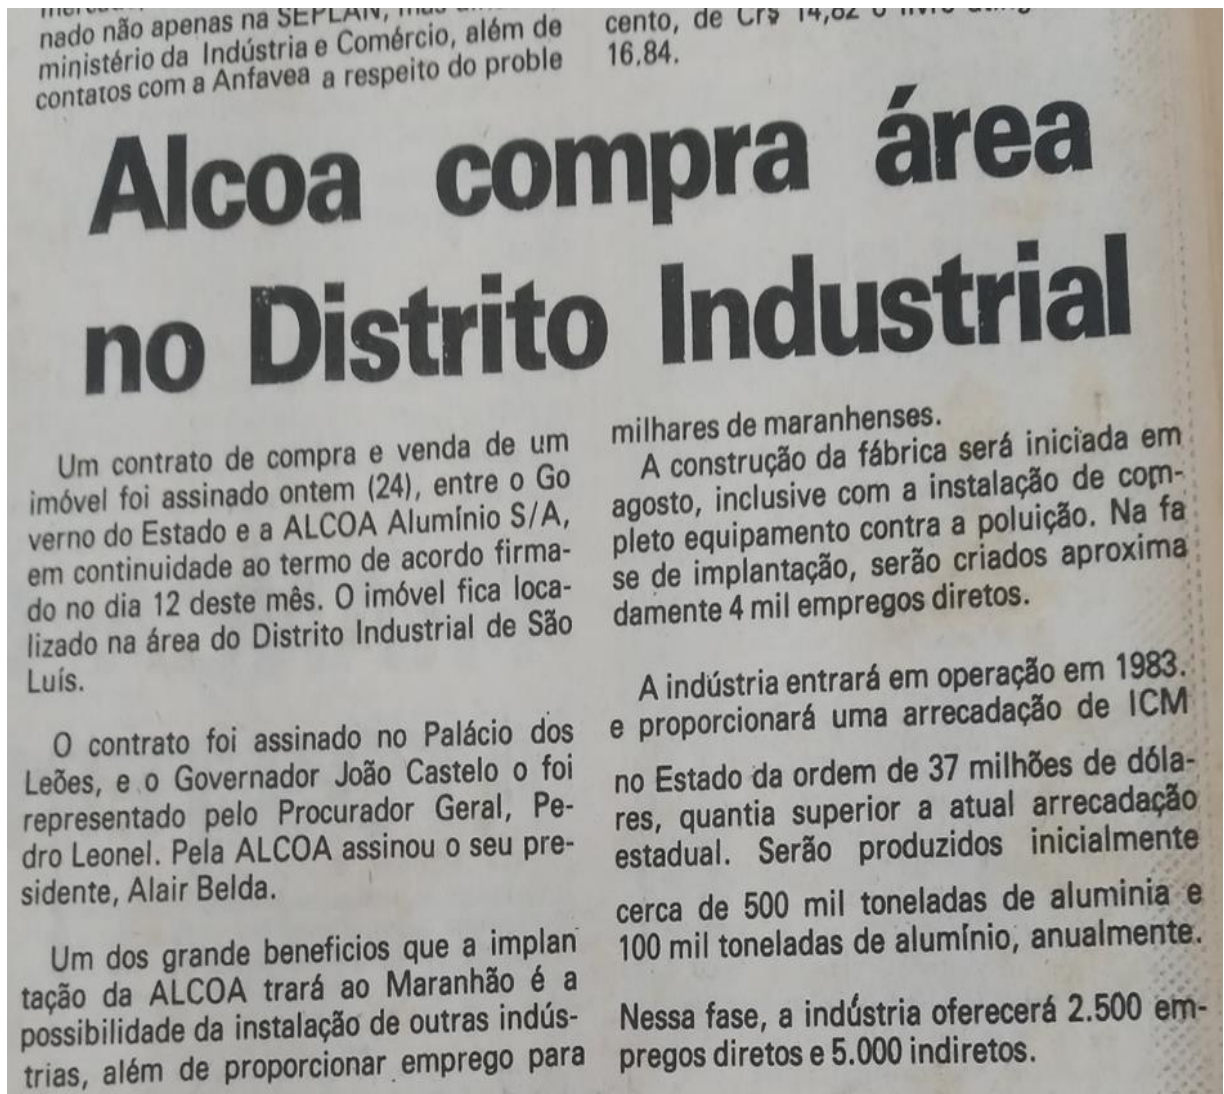 nado não apenas na SEPLAN,
ministério da Indústria e Comércio, além de
contatos com a Anfavea a respeito do proble
cento, de Cr$ 14,82 o livro
16.84.
Alcoa compra área
no Distrito Industrial
Um contrato de compra e venda de um
imóvel foi assinado ontem (24), entre o Go
verno do Estado e a ALCOA Alumínio S/A,
em continuidade ao termo de acordo firma-
do no dia 12 deste mês. O imóvel fica loca-
lizado na área do Distrito Industrial de São
Luís.
O contrato foi assinado no Palácio dos
Leões, e o Governador João Castelo o foi
representado pelo Procurador Geral, Pe-
dro Leonel. Pela ALCOA assinou o seu pre-
sidente, Alair Belda.
Um dos grande beneficios que a implan
tação da ALCOA trará ao Maranhão é a
possibilidade da instalação de outras indús-
trias, além de proporcionar emprego para
milhares de maranhenses.
A construção da fábrica será iniciada em
agosto, inclusive com a instalação de com-
pleto equipamento contra a poluição. Na fa
se de implantação, serão criados aproxima
damente 4 mil empregos diretos.
A indústria entrará em operação em 1983.
e proporcionará uma arrecadação de ICM
no Estado da ordem de 37 milhões de dóla-
res, quantia superior a atual arrecadação
estadual. Serão produzidos inicialmente
cerca de 500 mil toneladas de aluminia e
100 mil toneladas de alumínio, anualmente.
Nessa fase, a indústria oferecerá 2.500 em-
pregos diretos e 5.000 indiretos.